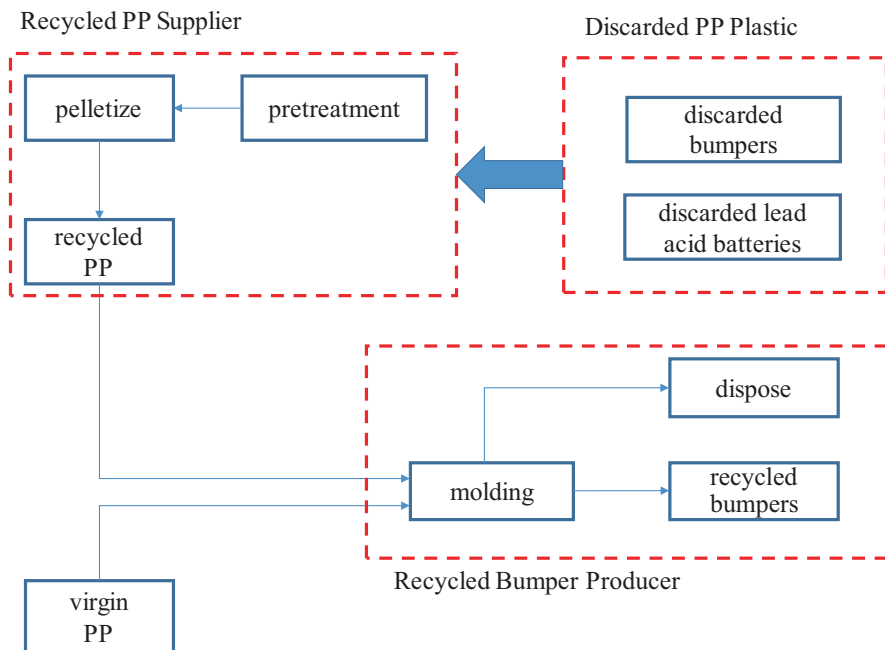 Recycled PP Supplier
Discarded PP Plastic
pelletize
pretreatment
discarded
bumpers
discarded lead
acid batteries
recycled
PP
dispose
molding
recycled
bumpers
Recycled Bumper Producer
virgin
PP